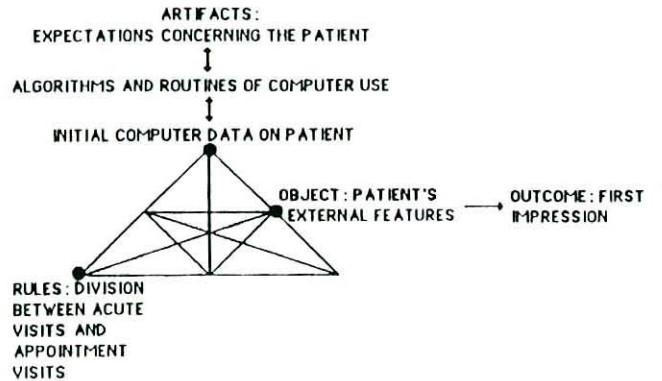 ARTIFACTS:
EXPECTATIONS CONCERNING THE PATIENT
ALGORITHMS AND ROUTINES OF COMPUTER USE
INITIAL COMPUTER DATA ON PATIENT
OBJECT: PATIENT'S
EXTERNAL FEATURES
OUTCOME: FIRST
IMPRESSION
RULES: DIVISION
BETWEEN ACUTE
VISITS AND
APPOINTMENT
VISITS